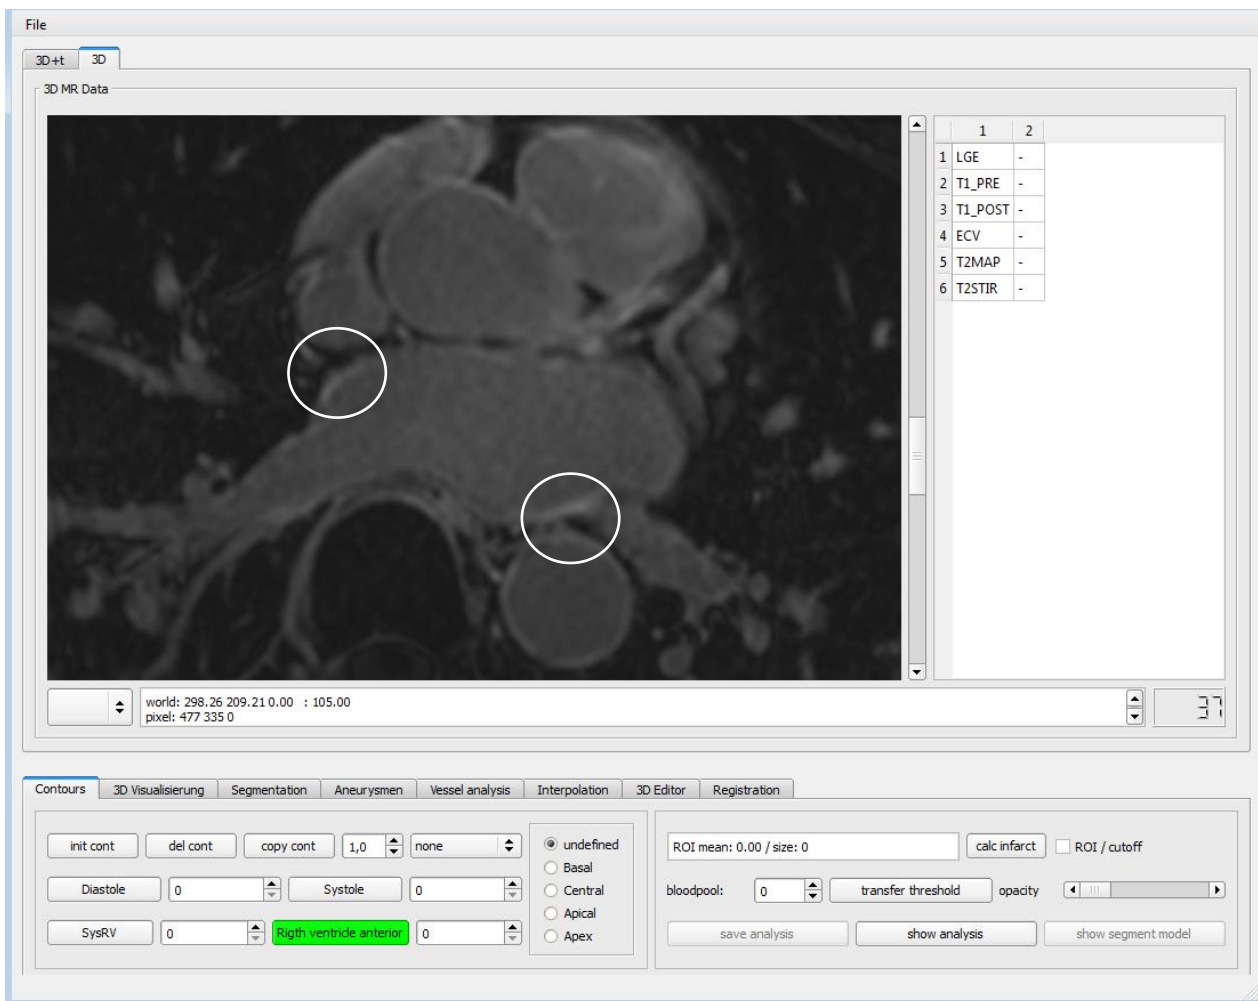 File
3D+t 3D
3D MR Data
1 2
1 LGE -
2 T1_PRE -
3 T1_POST -
4 ECV -
5 T2MAP -
6 T2STIR -
world: 298.26 209.21 0.00 : 105.00
pixel: 477 335 0
37
Contours 3D Visualisierung Segmentation Aneurysmen Vessel analysis Interpolation 3D Editor Registration
init cont del cont copy cont 1,0 none
Diastole 0 Systole 0
SysRV 0 Rigth ventricle anterior 0
undefined
Basal
Central
Apical
Apex
ROI mean: 0.00 / size: 0 calc infarct ROI / cutoff
bloodpool: 0 transfer threshold opacity
save analysis show analysis show segment model